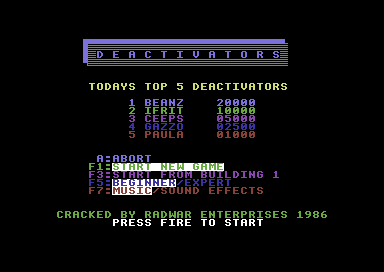 DEACTIVATORS
TODAYS TOP 5 DEACTIVATORS
1 BEANZ 20000
2 IFRIT 10000
3 CEEPS 05000
4 GAZZO 02500
5 PAULA 01000
A:ABORT
F1:START NEW GAME
F3:START FROM BUILDING 1
F5:BEGINNER/EXPERT
F7:MUSIC/SOUND EFFECTS
CRACKED BY RADWAR ENTERPRISES 1986
PRESS FIRE TO START